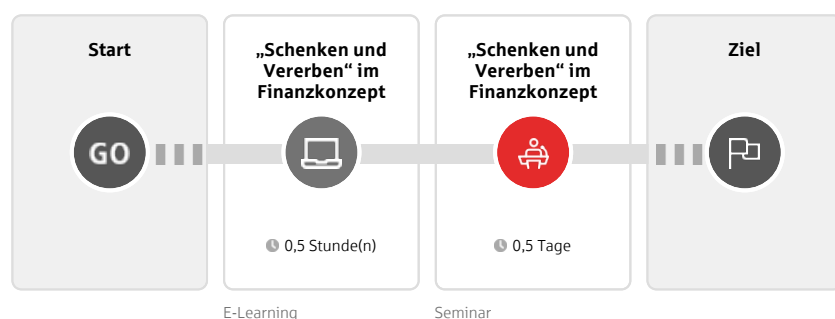 Start
„Schenken und
Vererben“ im
Finanzkonzept
„Schenken und
Vererben“ im
Finanzkonzept
Ziel
GO
0,5 Stunde(n)
0,5 Tage
E-Learning
Seminar